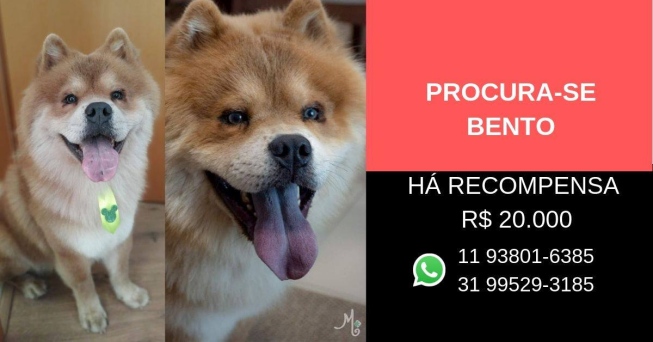 PROCURA-SE
BENTO
HÁ RECOMPENSA
R$ 20.000
11 93801-6385
31 99529-3185